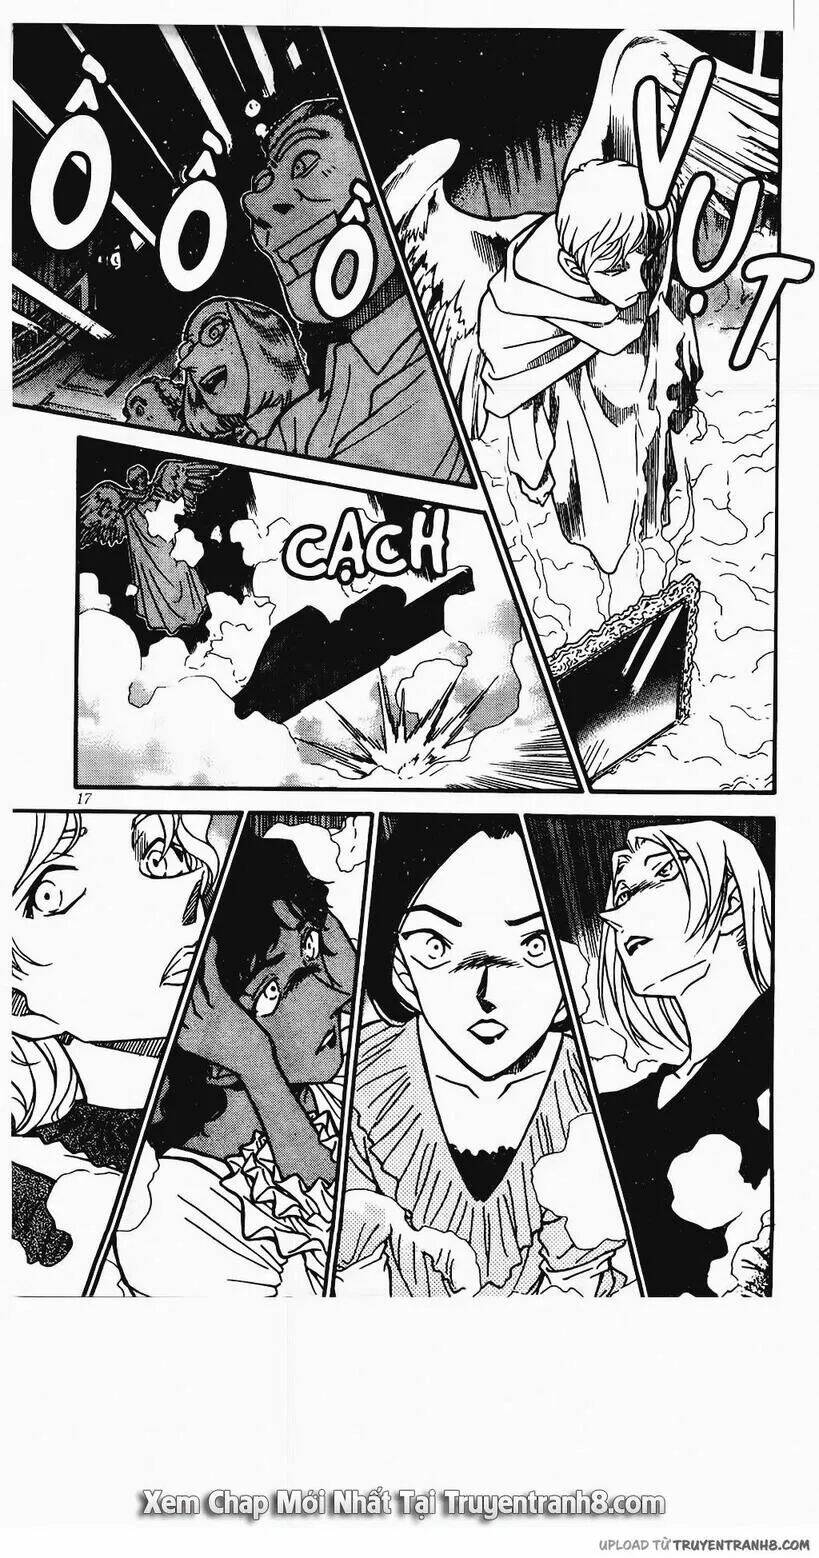 Ồ
Ồ
Ồ
VỤT
CẠCH
17
Xem Chap Mới Nhất Tại Truyentranh8.com
UPLOAD TỪ TRUYENTRANH8.COM